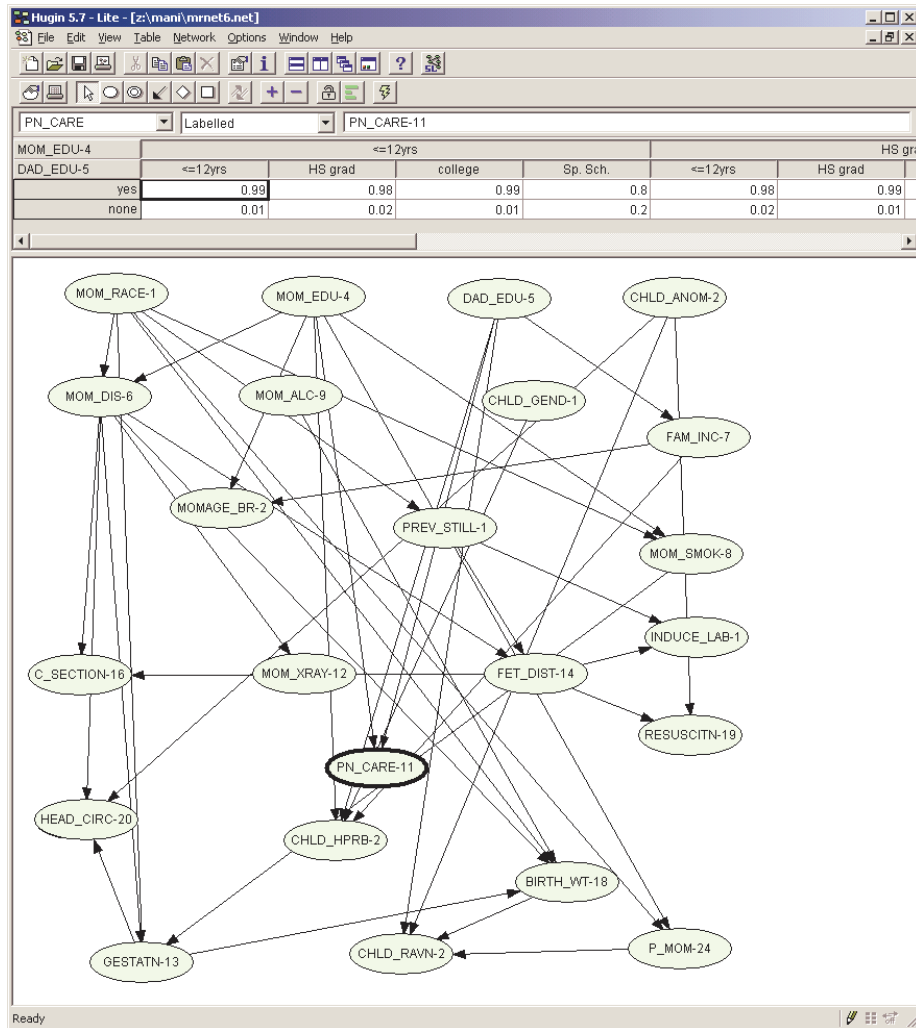 Hugin 5.7 - Lite - [z:\mani\mrnet6.net]
File Edit View Table Network Options Window Help
PN_CARE Labelled PN_CARE-11
MOM_EDU-4 <=12yrs HS gra
DAD_EDU-5 <=12yrs HS grad college Sp. Sch. <=12yrs HS grad
yes 0.99 0.98 0.99 0.8 0.98 0.99
none 0.01 0.02 0.01 0.2 0.02 0.01
MOM_RACE-1 MOM_EDU-4 DAD_EDU-5 CHLD_ANOM-2
MOM_DIS-6 MOM_ALC-9 CHLD_GEND-1
FAM_INC-7
MOMAGE_BR-2
PREV_STILL-1
MOM_SMOK-8
INDUCE_LAB-1
C_SECTION-16 MOM_XRAY-12 FET_DIST-14
RESUSCITN-19
PN_CARE-11
HEAD_CIRC-20
CHLD_HPRB-2
BIRTH_WT-18
GESTATN-13 CHLD_RAVN-2 P_MOM-24
Ready